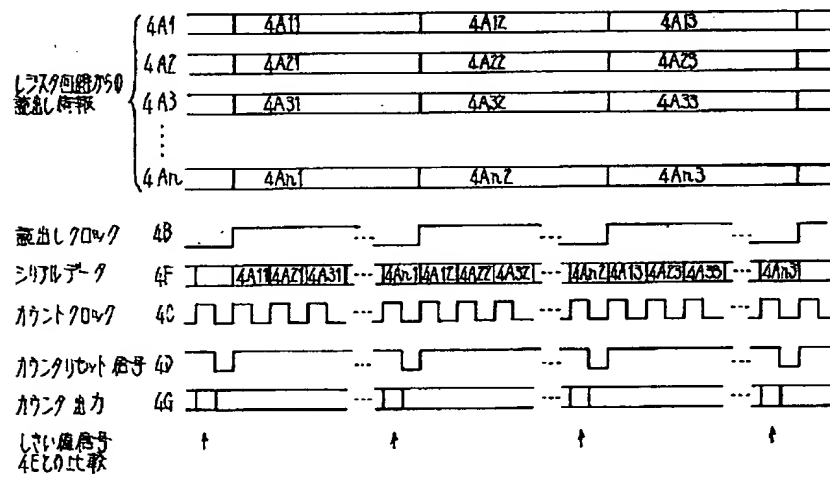 4A1 4A11 4A12 4A13
4A2 4A21 4A22 4A23
レジスタ回路からの
読出し情報
4A3 4A31 4A32 4A33
4An 4An1 4An2 4An3
読出しクロック 4B
シリアルデータ 4F 4A11 4A21 4A31 ... 4An1 4A12 4A22 4A32 ... 4An2 4A13 4A23 4A33 ... 4An3
カウントクロック 4C
カウンタリセット信号 4D
カウンタ出力 4G
しきい値信号
4Eとの比較